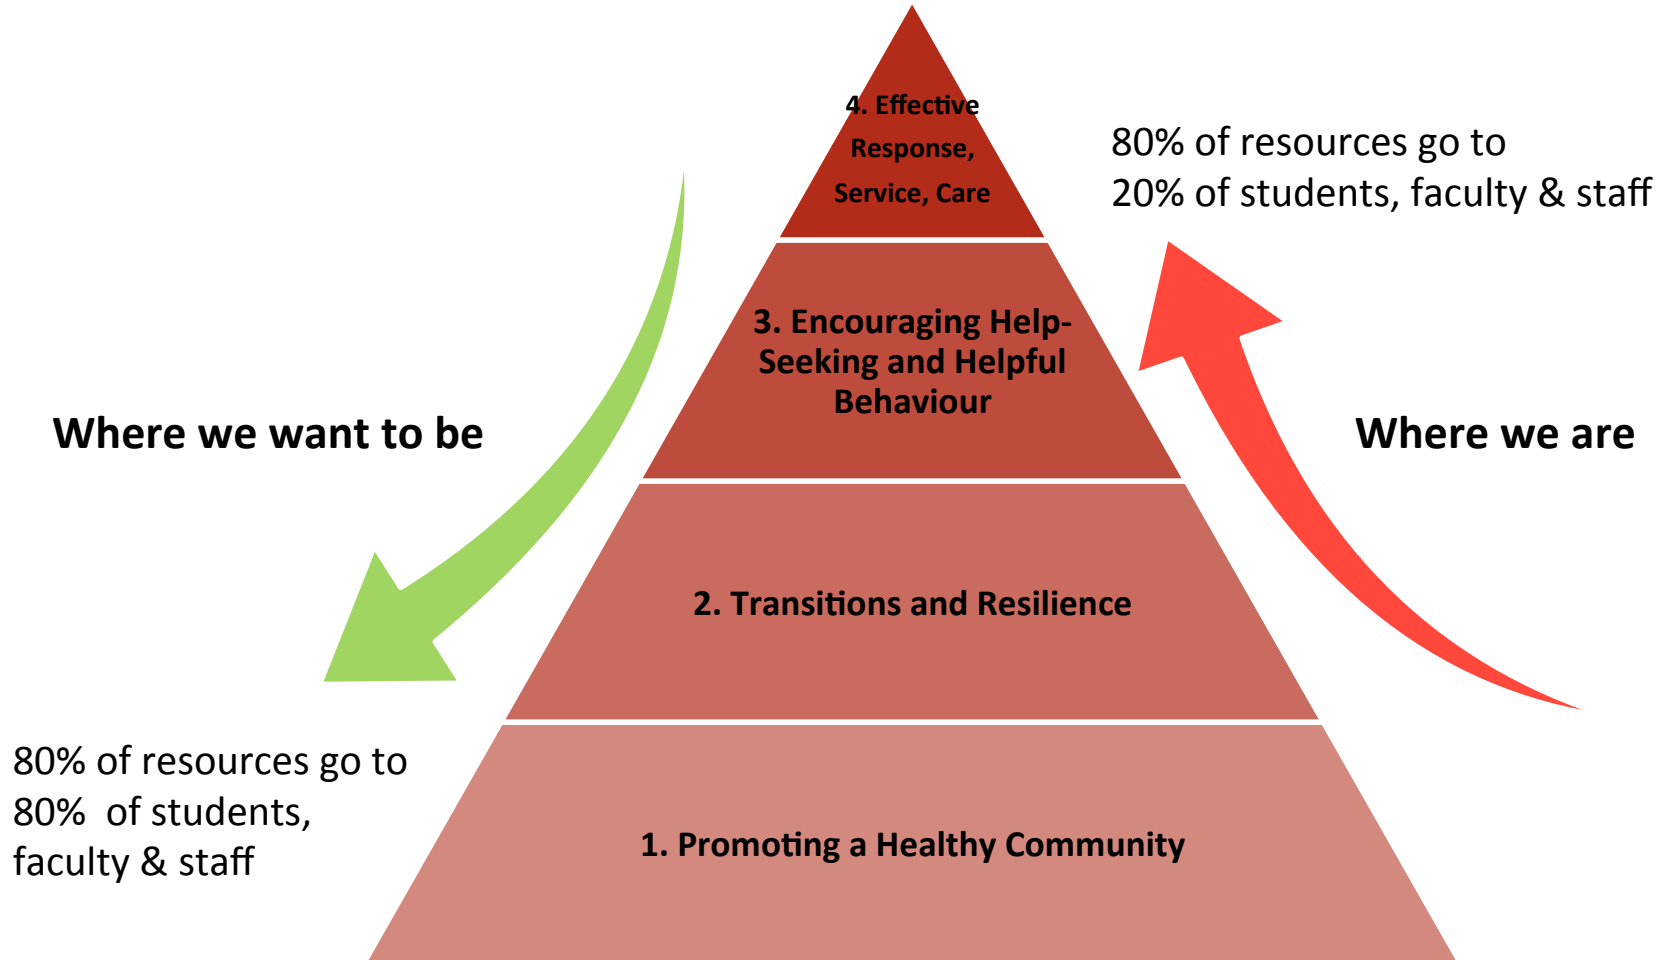 4. Effective
Response,
Service, Care
80% of resources go to
20% of students, faculty & staff
3. Encouraging Help-
Seeking and Helpful
Behaviour
Where we want to be
Where we are
2. Transitions and Resilience
80% of resources go to
80%  of students,
faculty & staff
1. Promoting a Healthy Community